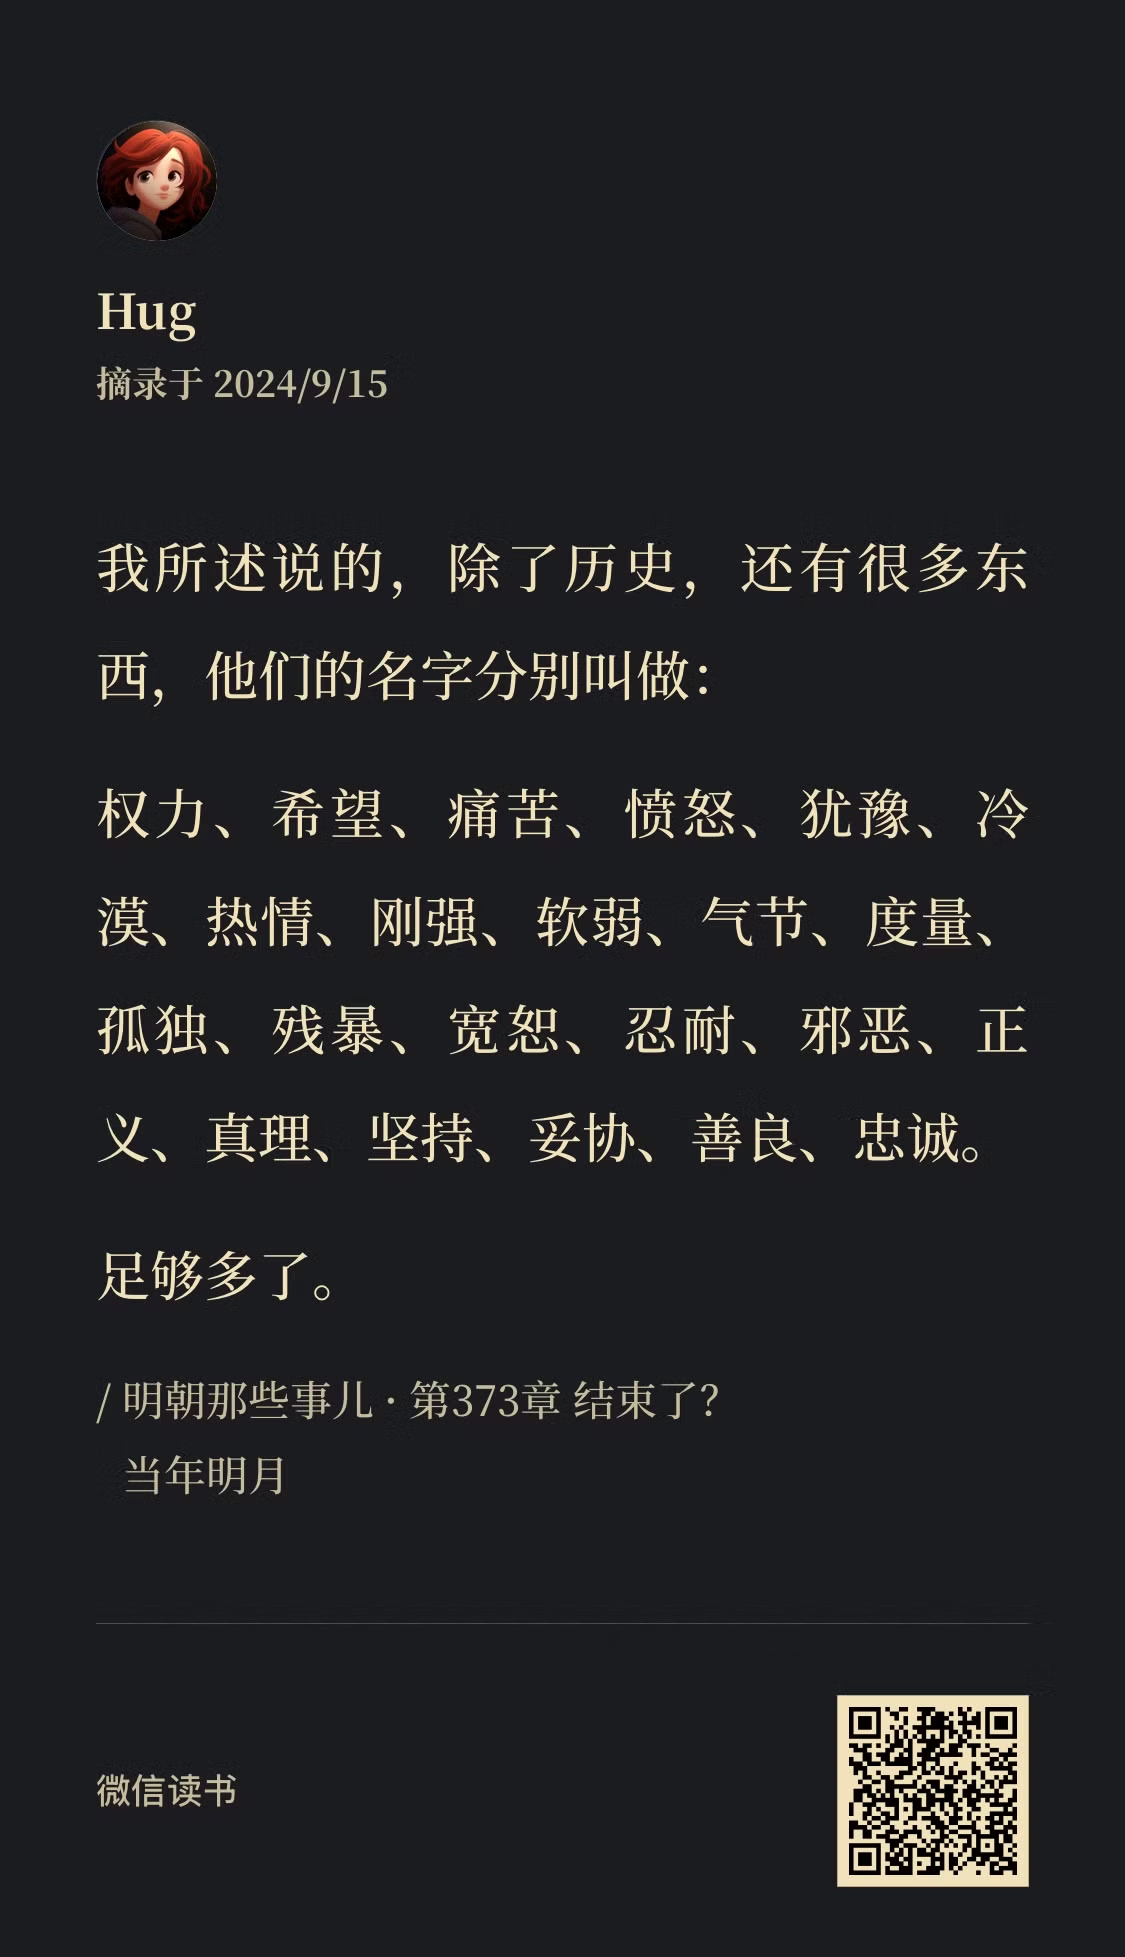 Hug
摘录于 2024/9/15
我所述说的，除了历史，还有很多东
西，他们的名字分别叫做：
权力、希望、痛苦、愤怒、犹豫、冷
漠、热情、刚强、软弱、气节、度量、
孤独、残暴、宽恕、忍耐、邪恶、正
义、真理、坚持、妥协、善良、忠诚。
足够多了。
/ 明朝那些事儿 · 第373章 结束了？
当年明月
微信读书